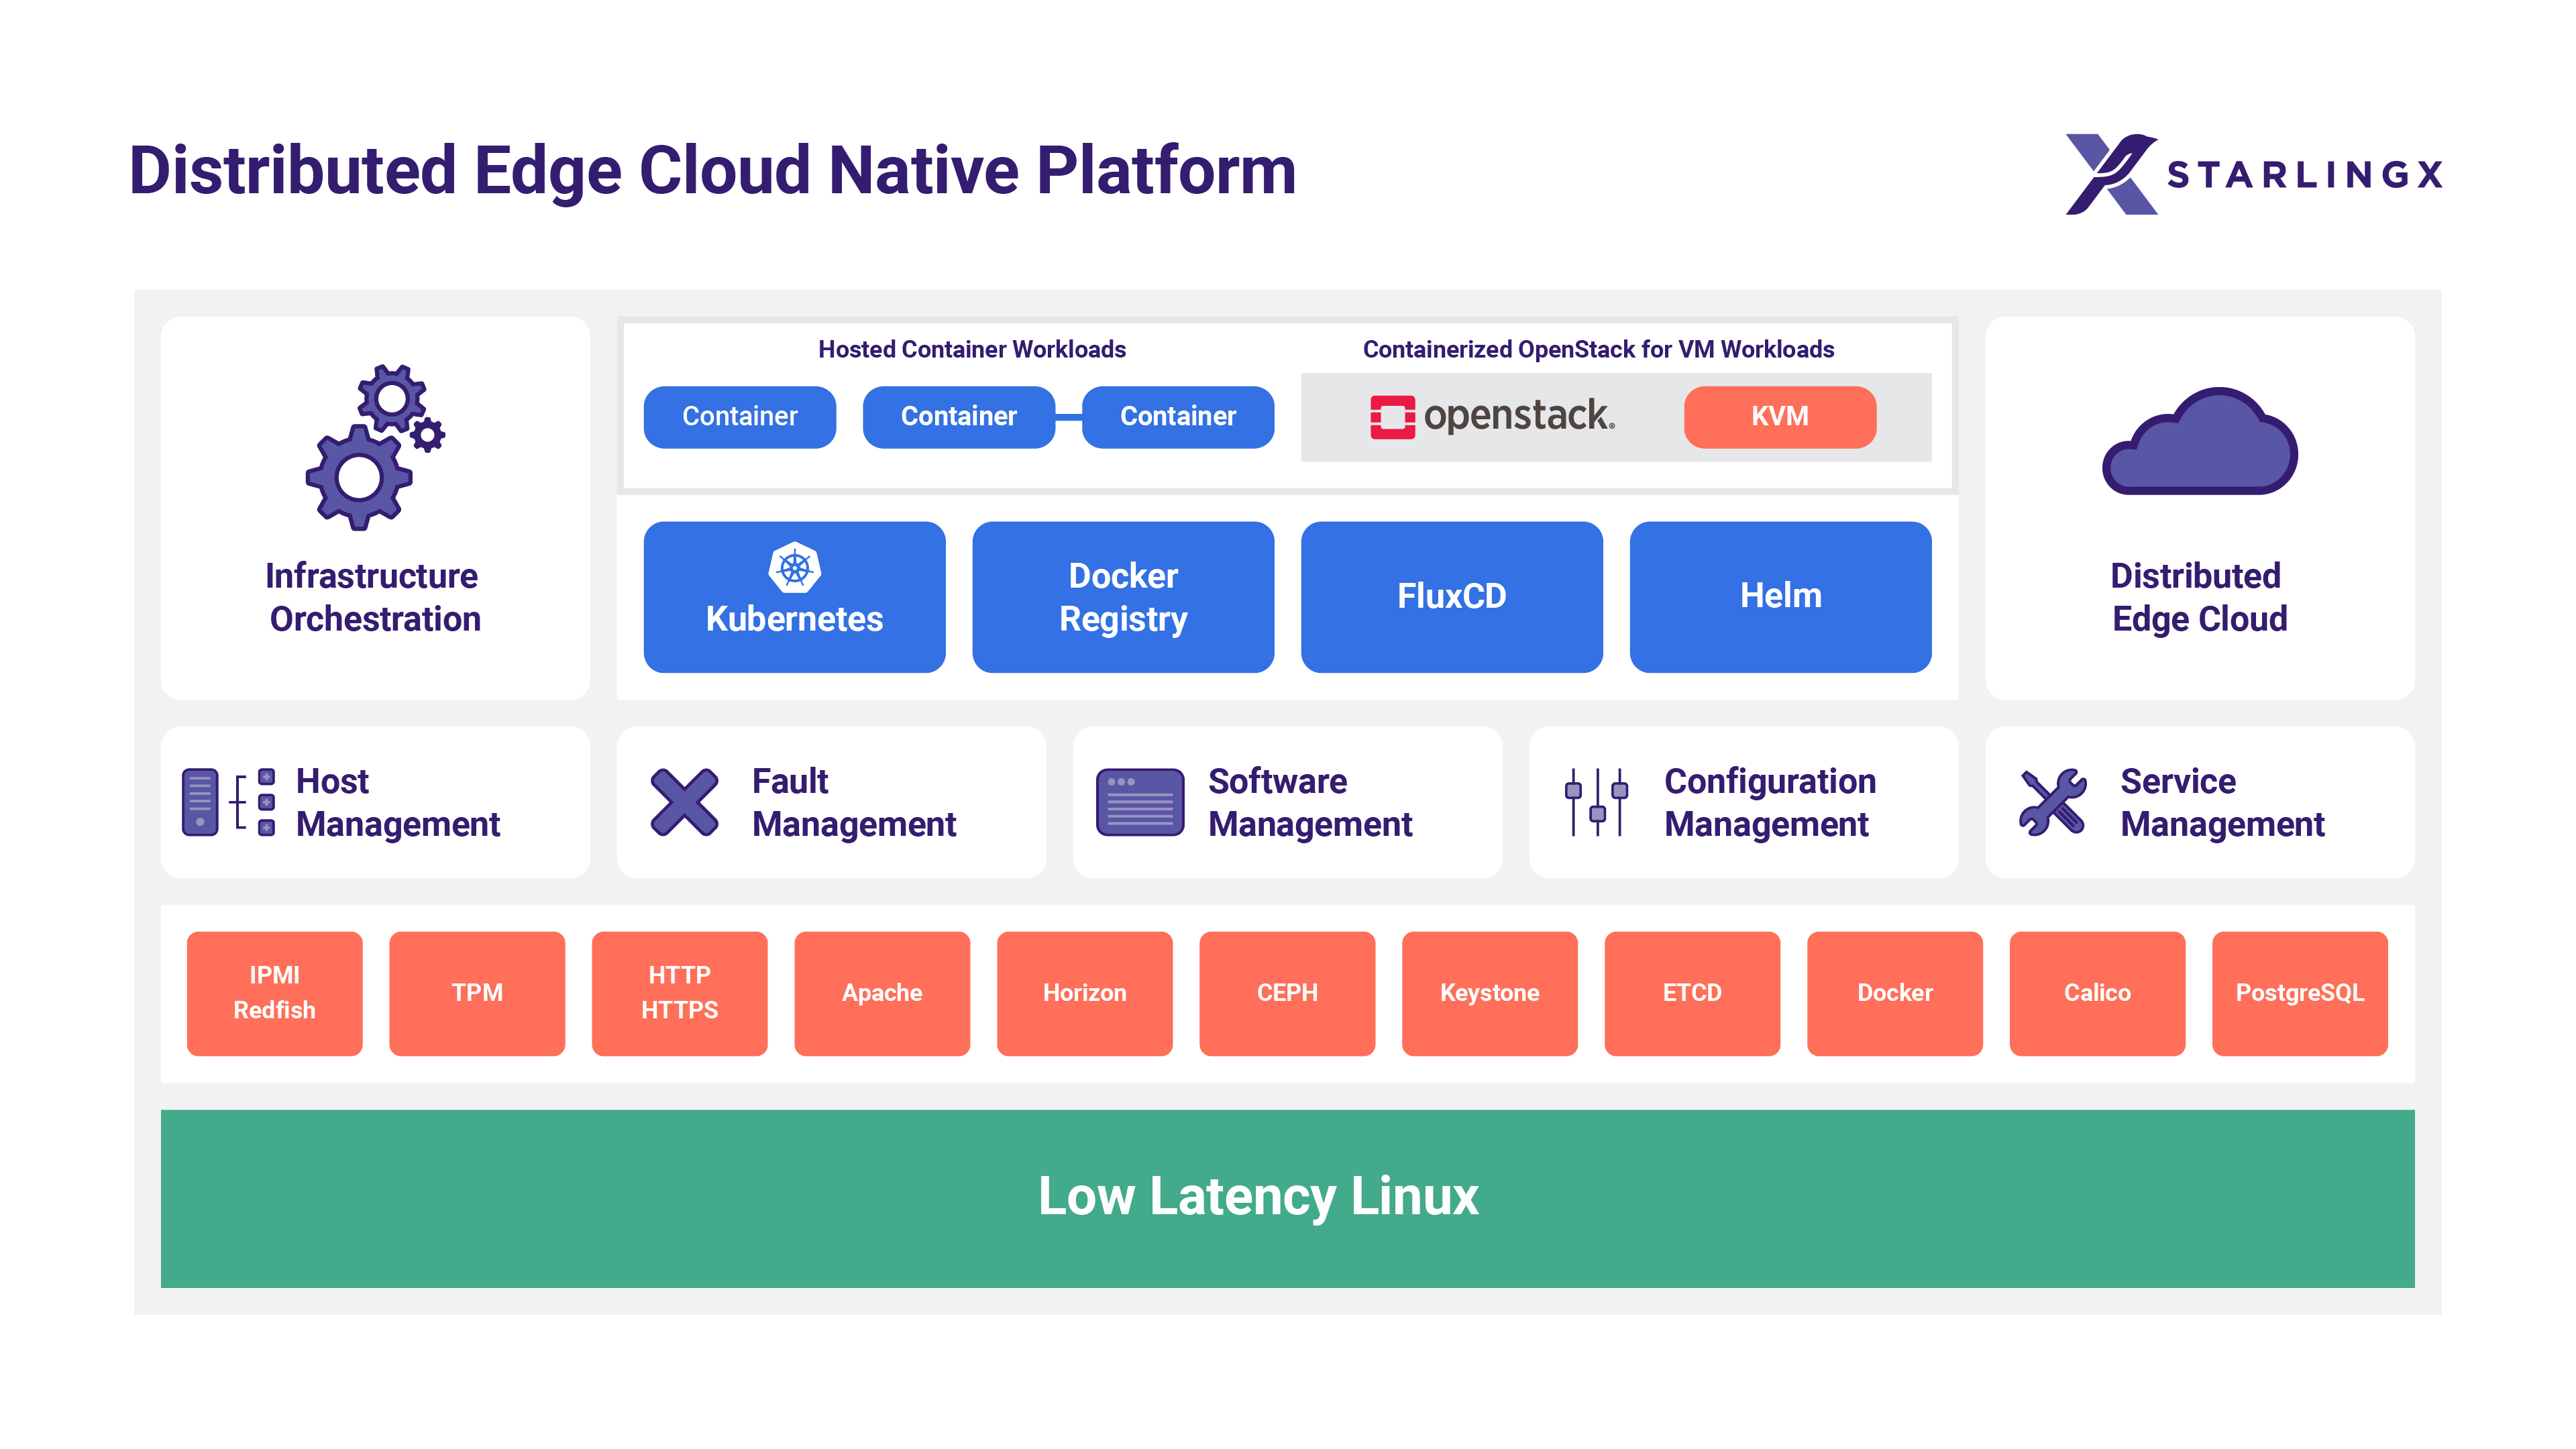 Distributed Edge Cloud Native Platform
STARLINGX
Infrastructure
Orchestration
Hosted Container Workloads
Container
Container
Container
Containerized OpenStack for VM Workloads
openstack®
KVM
Kubernetes
Docker
Registry
FluxCD
Helm
Distributed
Edge Cloud
Host
Management
Fault
Management
Software
Management
Configuration
Management
Service
Management
IPMI
Redfish
TPM
HTTP
HTTPS
Apache
Horizon
CEPH
Keystone
ETCD
Docker
Calico
PostgreSQL
Low Latency Linux